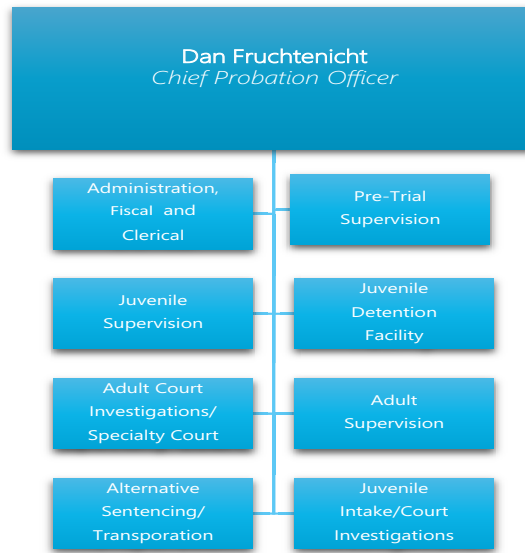 Dan Fruchtenicht
Chief Probation Officer
Administration,
Fiscal and
Clerical
Pre-Trial
Supervision
Juvenile
Supervision
Juvenile
Detention
Facility
Adult Court
Investigations/
Specialty Court
Adult
Supervision
Alternative
Sentencing/
Transporation
Juvenile
Intake/Court
Investigations